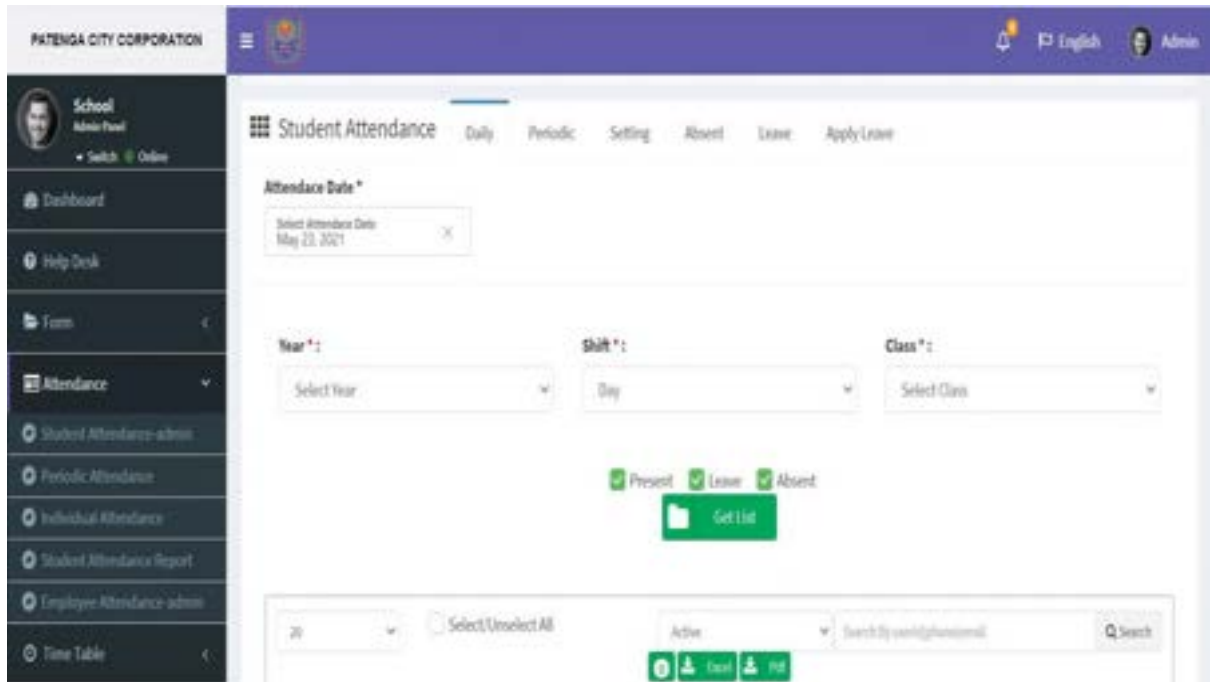 PATENGA CITY CORPORATION
English
Admin
School
Admin Panel
Switch Online
Dashboard
Help Desk
Form
Attendance
Student Attendance-admin
Periodic Attendance
Individual Attendance
Student Attendance Report
Employee Attendance-admin
Time Table
Student Attendance Daily Periodic Setting Absent Leave Apply Leave
Attendace Date *
Select Attendace Date
May 23, 2021
Year * : Shift * : Class * :
Select Year Day Select Class
Present Leave Absent
Get List
20 Select/Unselect All Active Search By Search
Excel Pdf